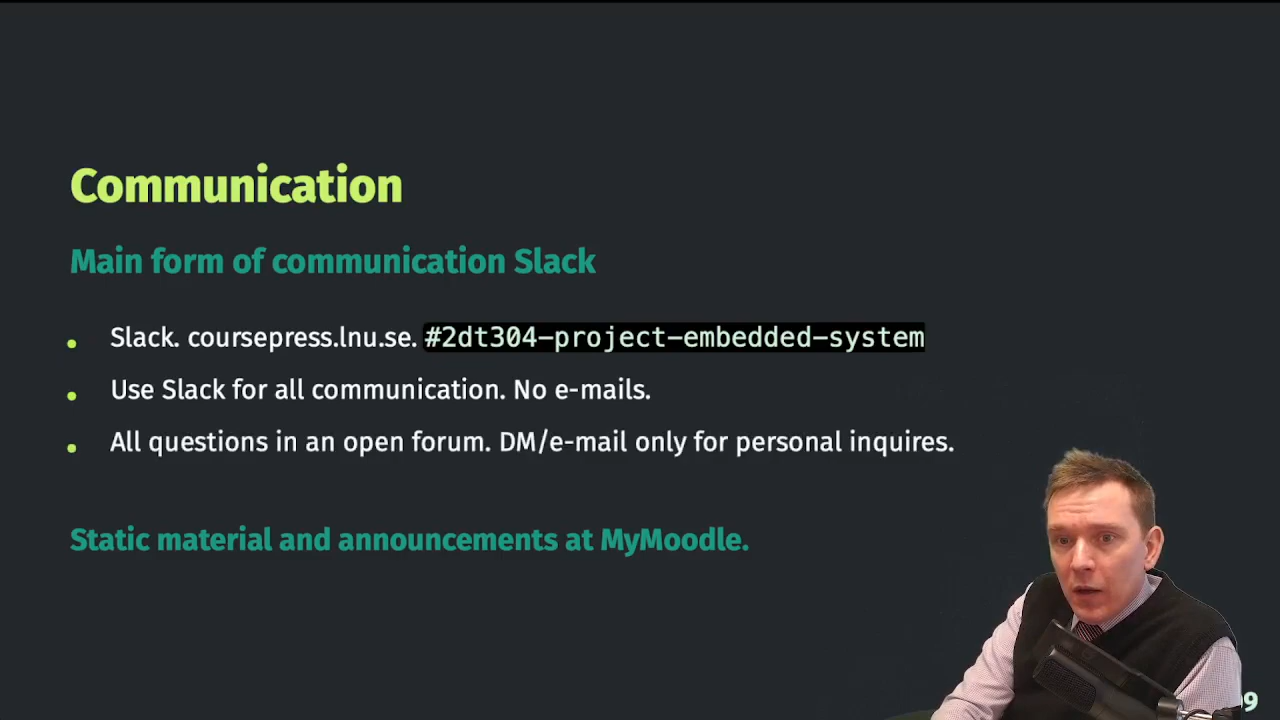 Communication
Main form of communication Slack
Slack. coursepress.lnu.se. #2dt304-project-embedded-system
Use Slack for all communication. No e-mails.
All questions in an open forum. DM/e-mail only for personal inquires.
Static material and announcements at MyMoodle.
9